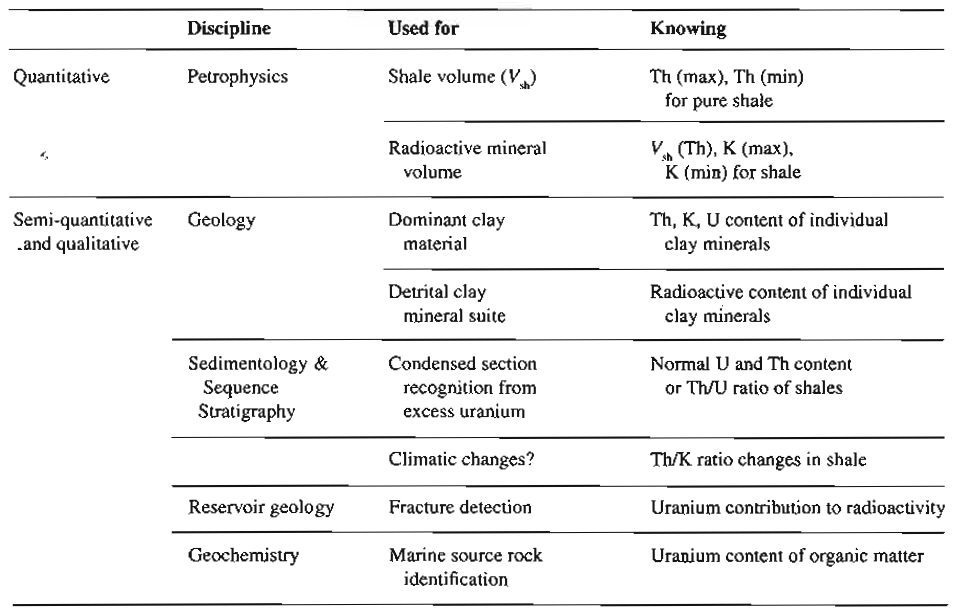 Discipline Used for Knowing
Quantitative Petrophysics Shale volume (Vsh) Th (max), Th (min)
for pure shale
Radioactive mineral Vsh (Th), K (max),
volume K (min) for shale
Semi-quantitative Geology Dominant clay Th, K, U content of individual
and qualitative material clay minerals
Detrital clay Radioactive content of individual
mineral suite clay minerals
Sedimentology & Condensed section Normal U and Th content
Sequence recognition from or Th/U ratio of shales
Stratigraphy excess uranium
Climatic changes? Th/K ratio changes in shale
Reservoir geology Fracture detection Uranium contribution to radioactivity
Geochemistry Marine source rock Uranium content of organic matter
identification